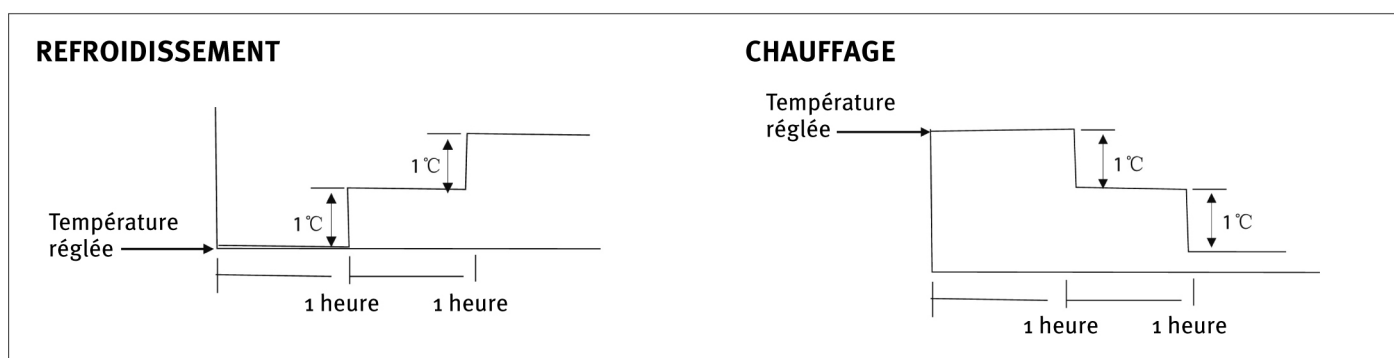 REFROIDISSEMENT
1 °C
1 °C
Température
réglée
1 heure
1 heure
CHAUFFAGE
Température
réglée
1 °C
1 °C
1 heure
1 heure